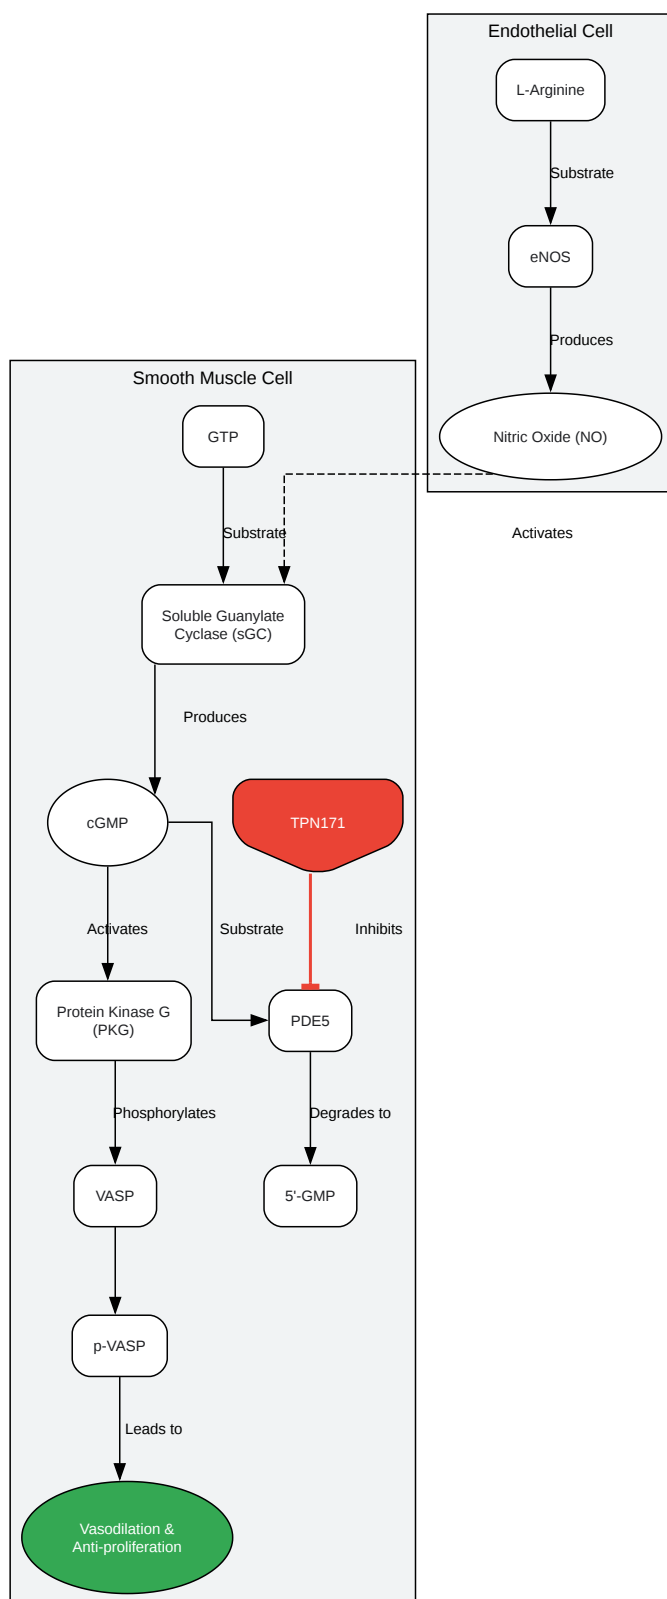 Endothelial Cell
L-Arginine
Substrate
eNOS
Produces
Nitric Oxide (NO)
Activates
Smooth Muscle Cell
GTP
Substrate
Soluble Guanylate
Cyclase (sGC)
Produces
cGMP
TPN171
Activates
Substrate
Inhibits
Protein Kinase G
(PKG)
PDE5
Phosphorylates
Degrades to
VASP
5'-GMP
p-VASP
Leads to
Vasodilation &
Anti-proliferation